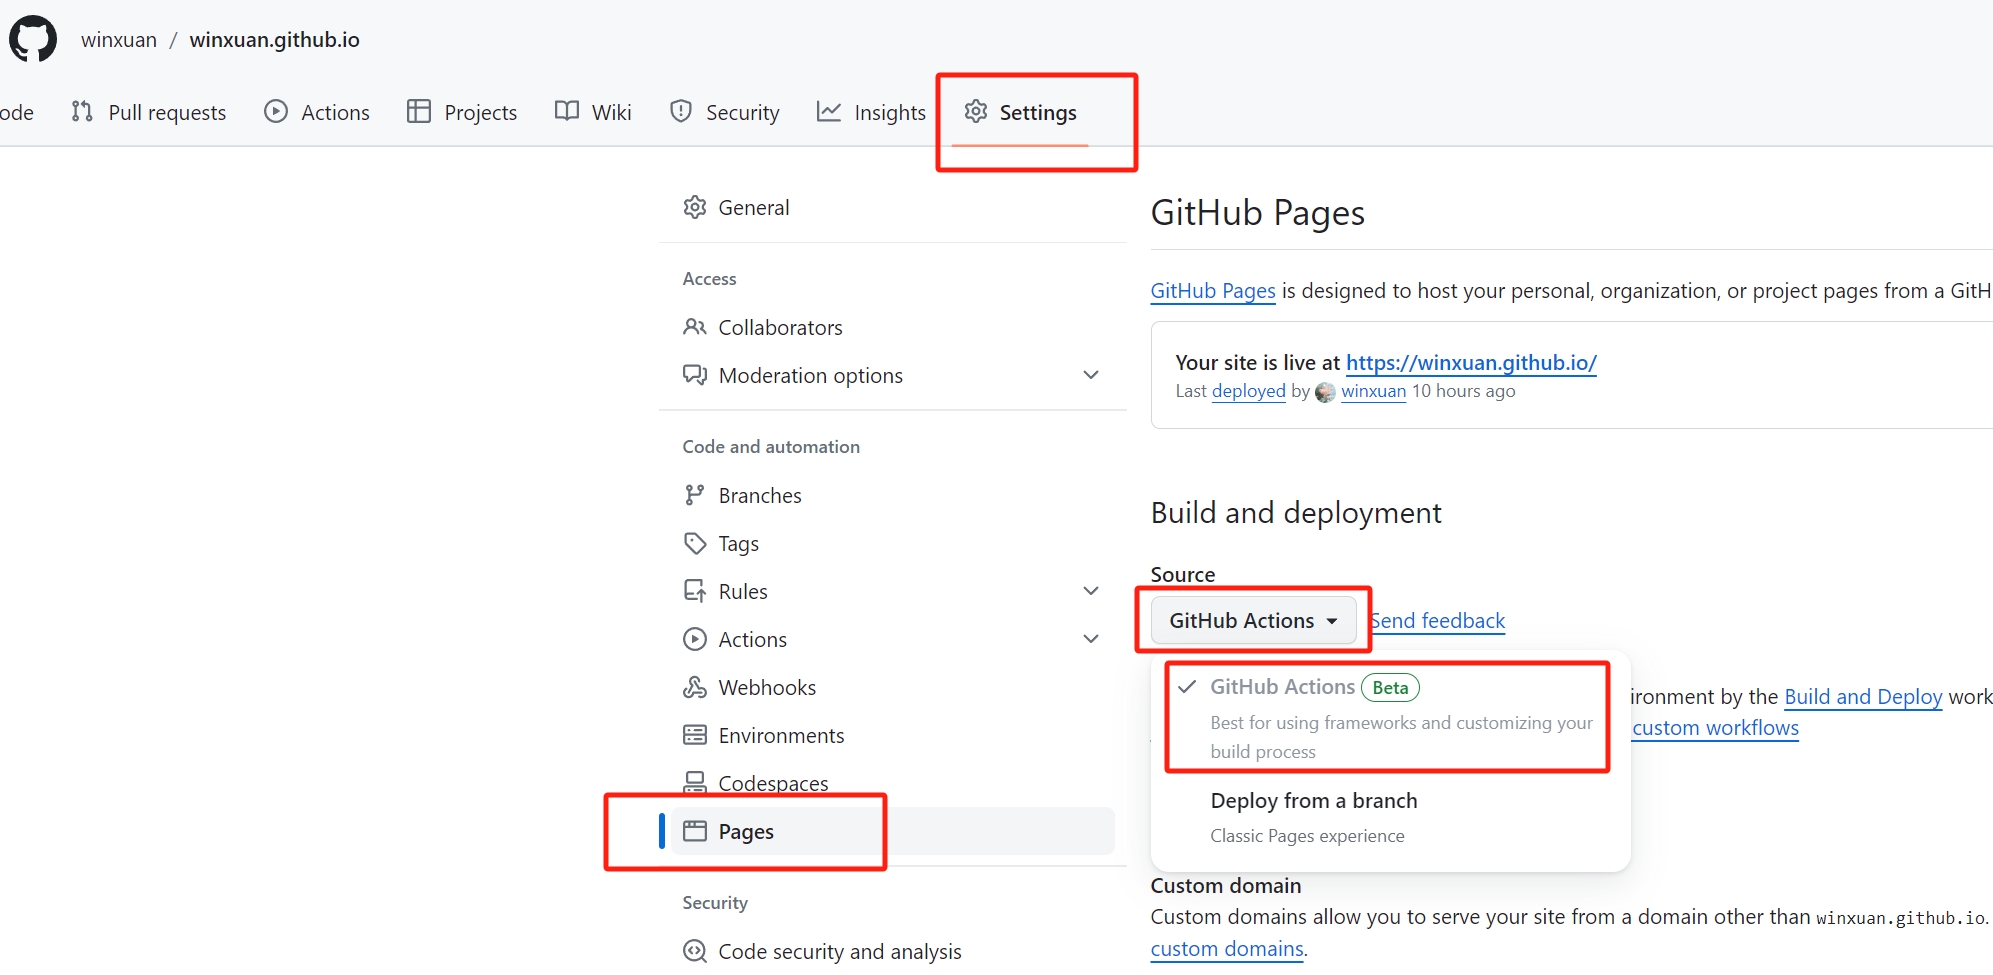 winxuan / winxuan.github.io
ode Pull requests Actions Projects Wiki Security Insights Settings
General
Access
Collaborators
Moderation options
Code and automation
Branches
Tags
Rules
Actions
Webhooks
Environments
Codespaces
Pages
Security
Code security and analysis
GitHub Pages
GitHub Pages is designed to host your personal, organization, or project pages from a GitH
Your site is live at https://winxuan.github.io/
Last deployed by winxuan 10 hours ago
Build and deployment
Source
GitHub Actions Send feedback
GitHub Actions Beta
Best for using frameworks and customizing your
build process
ironment by the Build and Deploy work
custom workflows
Deploy from a branch
Classic Pages experience
Custom domain
Custom domains allow you to serve your site from a domain other than winxuan.github.io.
custom domains.